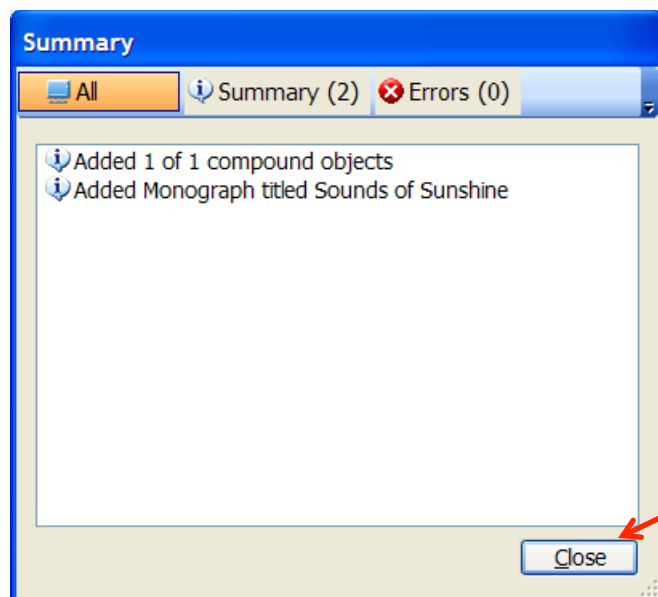 Summary
All Summary (2) Errors (0)
Added 1 of 1 compound objects
Added Monograph titled Sounds of Sunshine
Close